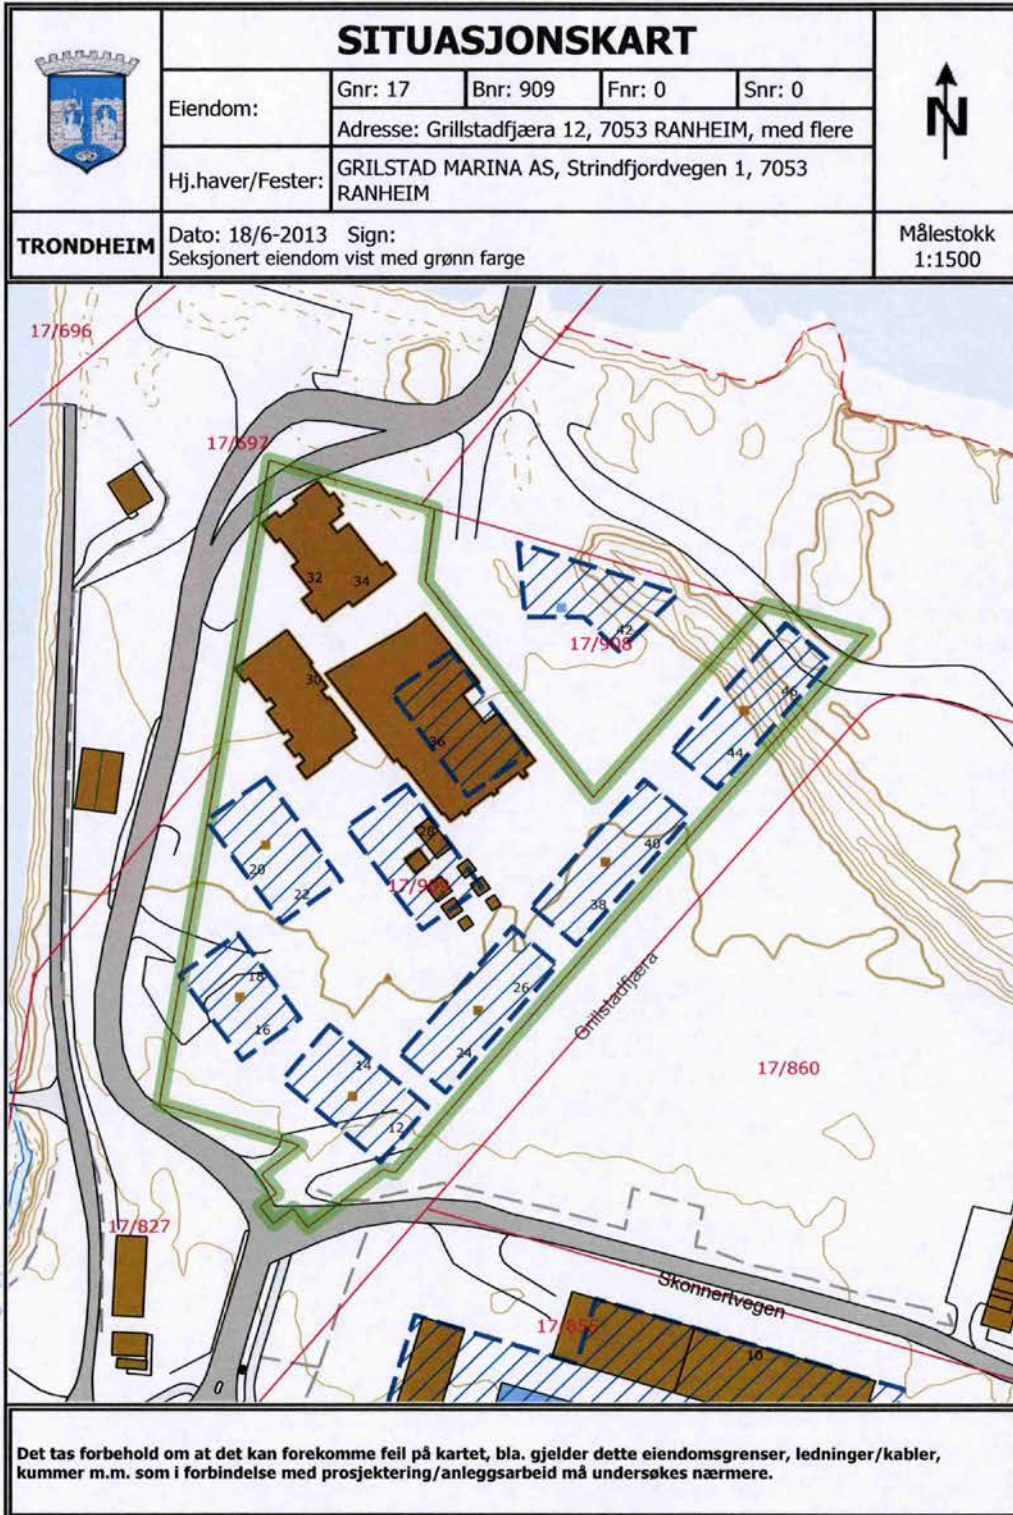 SITUASJONSKART
Eiendom:
Gnr: 17
Bnr: 909
Fnr: 0
Snr: 0
Adresse: Grillstadfjæra 12, 7053 RANHEIM, med flere
Hj.haver/Fester:
GRILSTAD MARINA AS, Strindfjordvegen 1, 7053
RANHEIM
N
TRONDHEIM
Dato: 18/6-2013 Sign:
Seksjonert eiendom vist med grønn farge
Målestokk
1:1500
17/696
17/697
32
34
42
17/908
30
46
36
44
28
40
20
22
38
18
26
16
Grillstadfjæra
24
14
17/860
12
17/827
Skonnertvegen
10
Det tas forbehold om at det kan forekomme feil på kartet, bla. gjelder dette eiendomsgrenser, ledninger/kabler,
kummer m.m. som i forbindelse med prosjektering/anleggsarbeid må undersøkes nærmere.